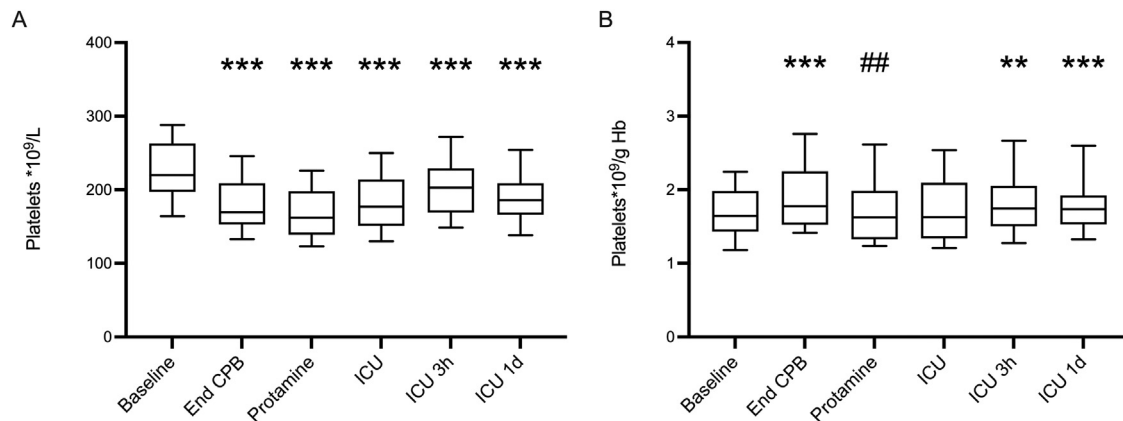 A
Platelets *10⁹/L
400
300
200
100
0
*** *** *** *** ***
Baseline
End CPB
Protamine
ICU
ICU 3h
ICU 1d
B
Platelets*10⁹/g Hb
4
3
2
1
0
*** ## ** ***
Baseline
End CPB
Protamine
ICU
ICU 3h
ICU 1d